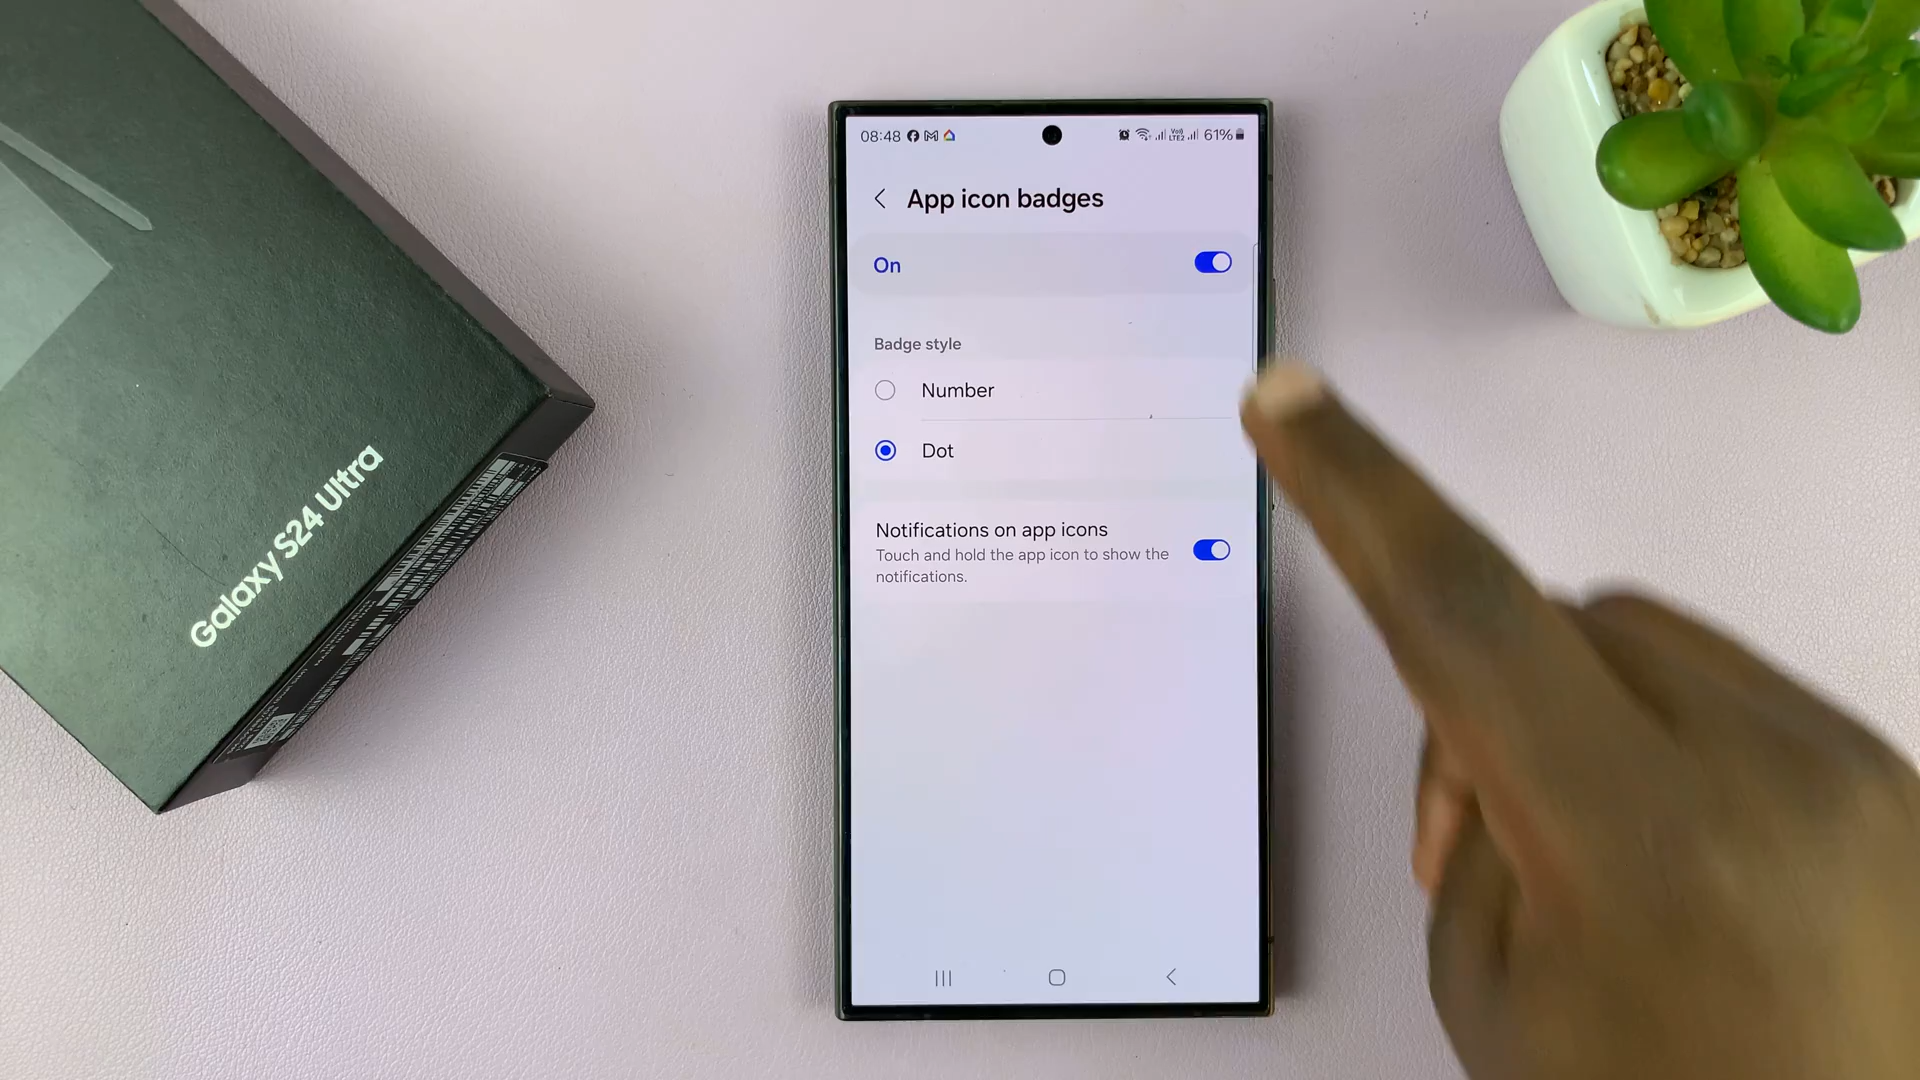 08:48
61%
App icon badges
On
Badge style
Number
Dot
Notifications on app icons
Touch and hold the app icon to show the
notifications.
Galaxy S24 Ultra